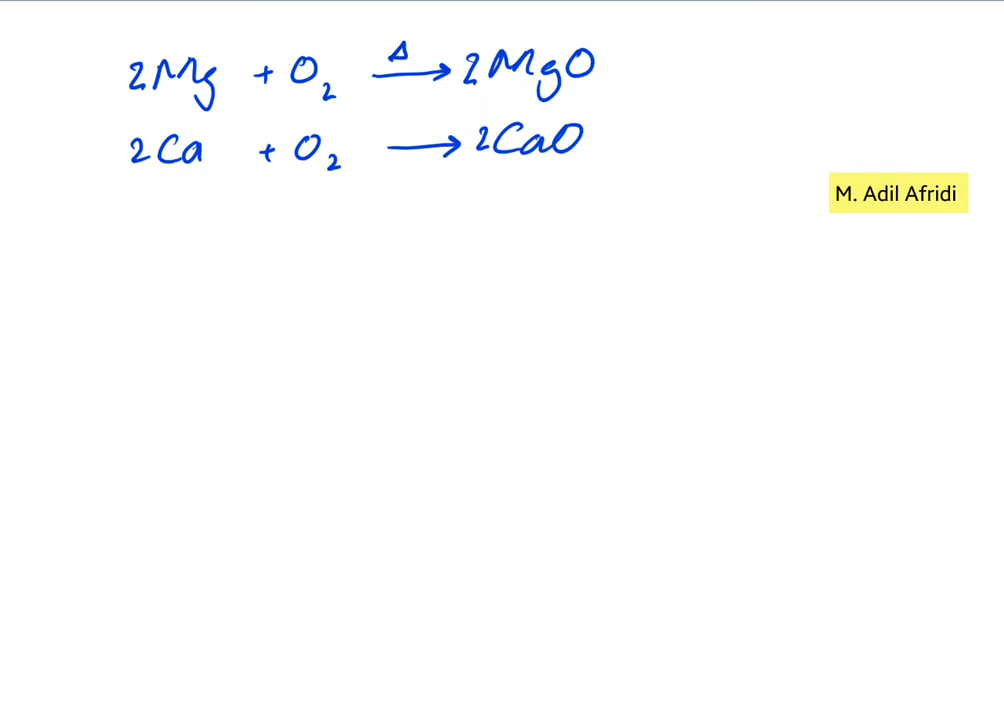 2Mg + O₂ —Δ→ 2MgO
2Ca + O₂ → 2CaO
M. Adil Afridi